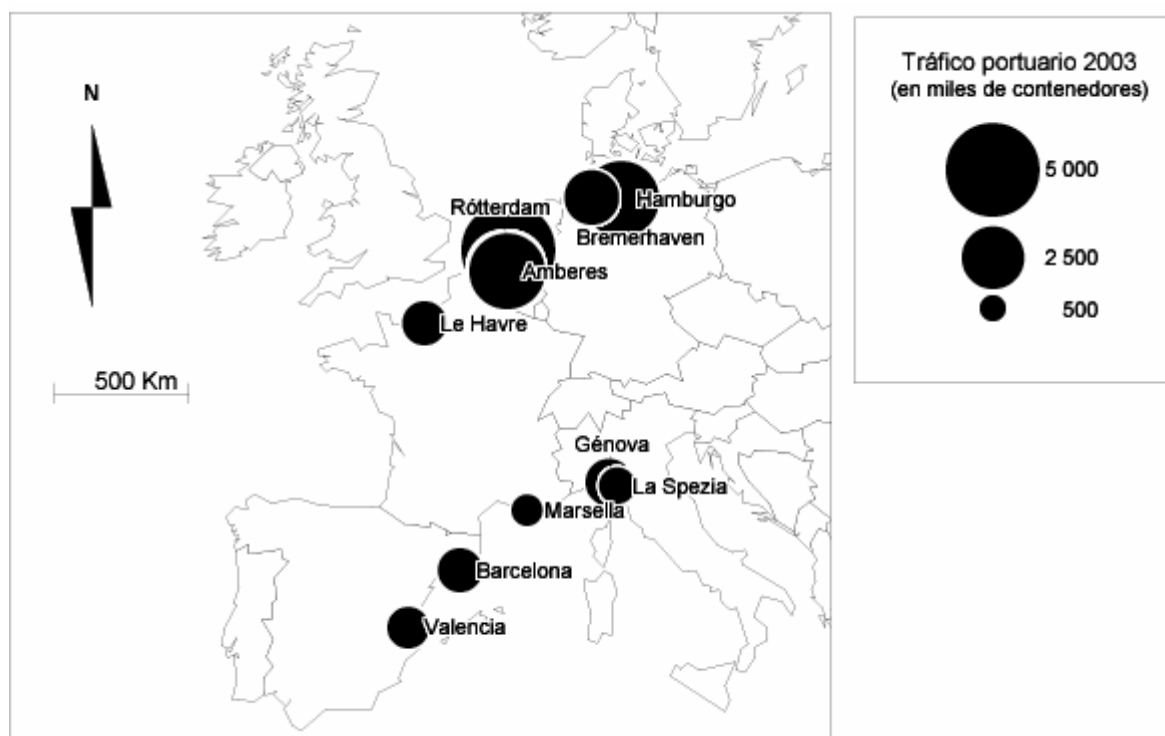 N
500 Km
Rótterdam
Hamburgo
Bremerhaven
Amberes
Le Havre
Génova
La Spezia
Marsella
Barcelona
Valencia
Tráfico portuario 2003
(en miles de contenedores)
5 000
2 500
500